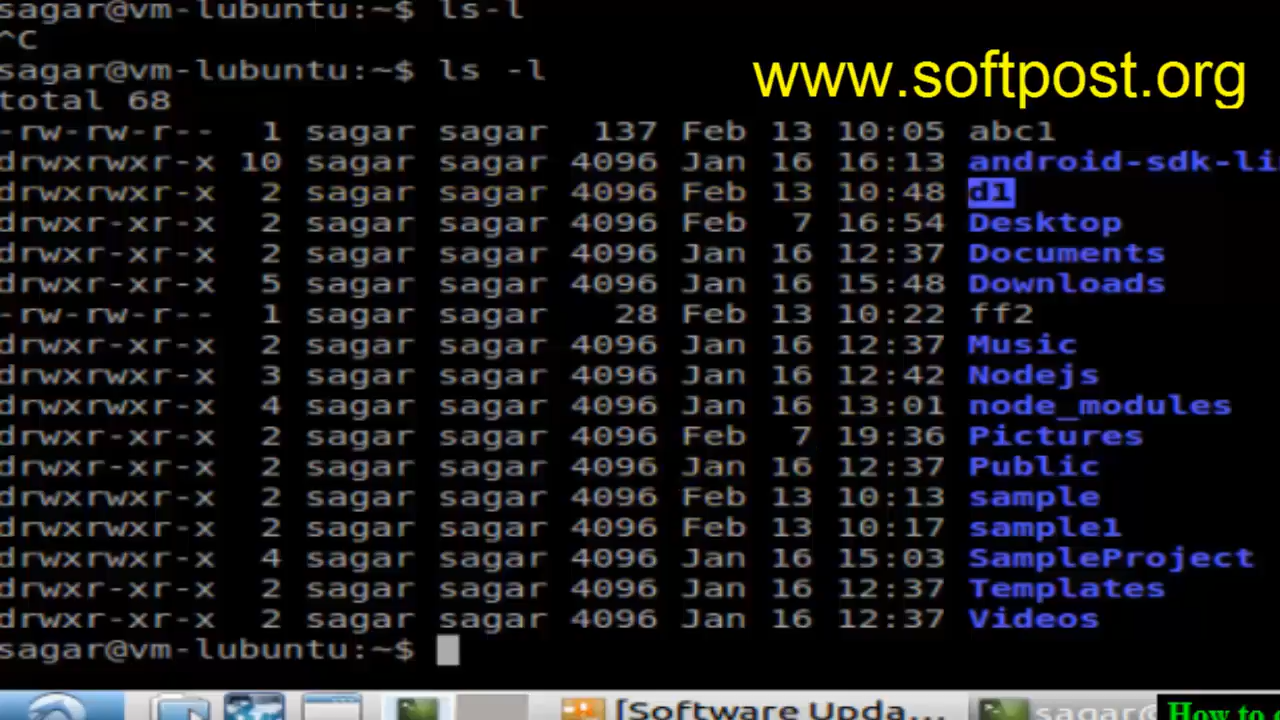 sagar@vm-lubuntu:~$ ls-l
^C
sagar@vm-lubuntu:~$ ls -l
www.softpost.org
total 68
-rw-rw-r-- 1 sagar sagar 137 Feb 13 10:05 abc1
drwxrwxr-x 10 sagar sagar 4096 Jan 16 16:13 android-sdk-li
drwxrwxr-x 2 sagar sagar 4096 Feb 13 10:48 d1
drwxr-xr-x 2 sagar sagar 4096 Feb 7 16:54 Desktop
drwxr-xr-x 2 sagar sagar 4096 Jan 16 12:37 Documents
drwxr-xr-x 5 sagar sagar 4096 Jan 16 15:48 Downloads
-rw-rw-r-- 1 sagar sagar 28 Feb 13 10:22 ff2
drwxr-xr-x 2 sagar sagar 4096 Jan 16 12:37 Music
drwxrwxr-x 3 sagar sagar 4096 Jan 16 12:42 Nodejs
drwxrwxr-x 4 sagar sagar 4096 Jan 16 13:01 node_modules
drwxr-xr-x 2 sagar sagar 4096 Feb 7 19:36 Pictures
drwxr-xr-x 2 sagar sagar 4096 Jan 16 12:37 Public
drwxrwxr-x 2 sagar sagar 4096 Feb 13 10:13 sample
drwxrwxr-x 2 sagar sagar 4096 Feb 13 10:17 sample1
drwxrwxr-x 4 sagar sagar 4096 Jan 16 15:03 SampleProject
drwxr-xr-x 2 sagar sagar 4096 Jan 16 12:37 Templates
drwxr-xr-x 2 sagar sagar 4096 Jan 16 12:37 Videos
sagar@vm-lubuntu:~$
[Software Upda... sagar@ How to